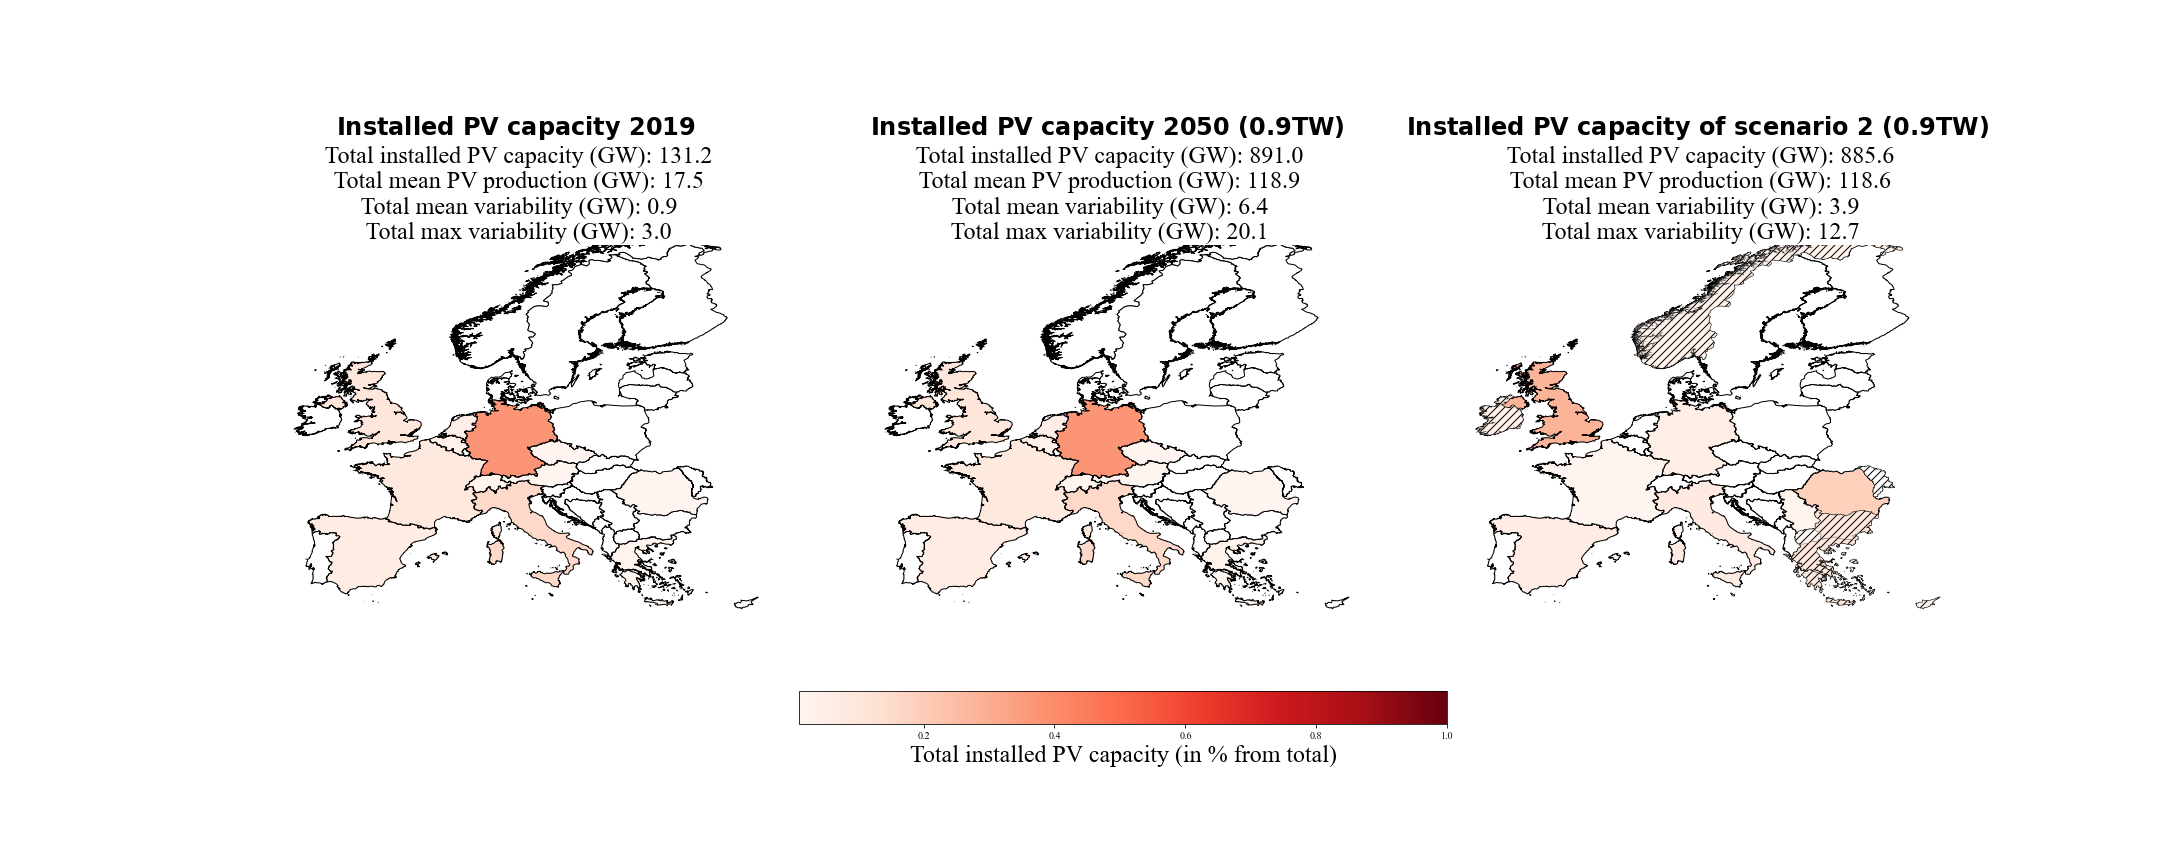 Installed PV capacity 2019
Total installed PV capacity (GW): 131.2
Total mean PV production (GW): 17.5
Total mean variability (GW): 0.9
Total max variability (GW): 3.0
Installed PV capacity 2050 (0.9TW)
Total installed PV capacity (GW): 891.0
Total mean PV production (GW): 118.9
Total mean variability (GW): 6.4
Total max variability (GW): 20.1
Installed PV capacity of scenario 2 (0.9TW)
Total installed PV capacity (GW): 885.6
Total mean PV production (GW): 118.6
Total mean variability (GW): 3.9
Total max variability (GW): 12.7
0.2 0.4 0.6 0.8 1.0
Total installed PV capacity (in % from total)